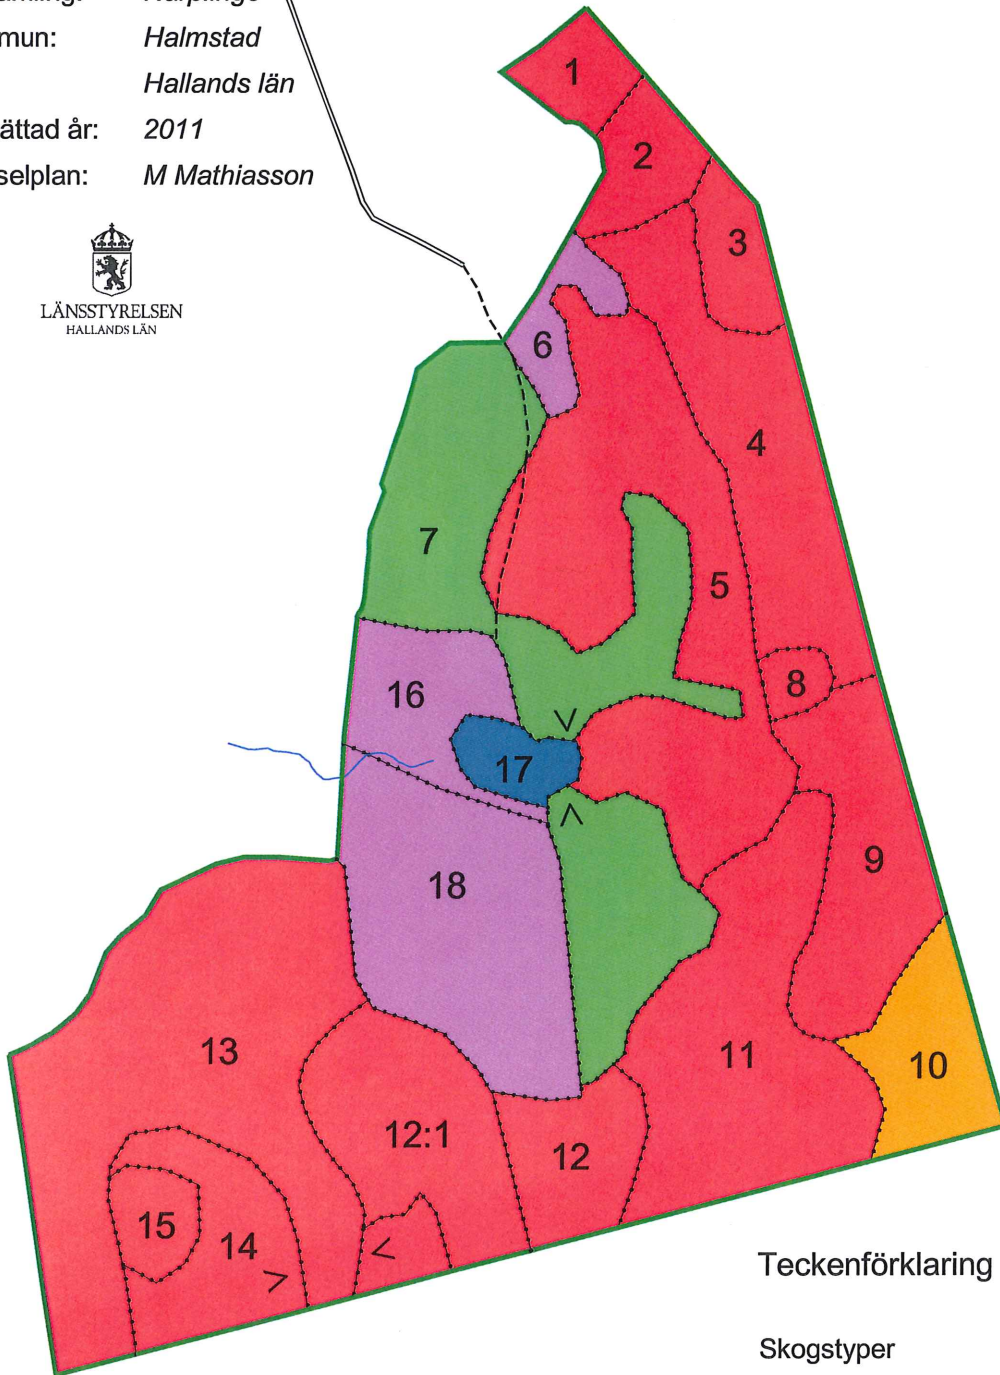 mun: Halmstad
Hallands län
ättad år: 2011
selplan: M Mathiasson
LÄNSSTYRELSEN
HALLANDS LÄN
1
2
3
6
4
7
5
8
16
17
9
18
13
11
10
12:1
12
15
14
Teckenförklaring
Skogstyper